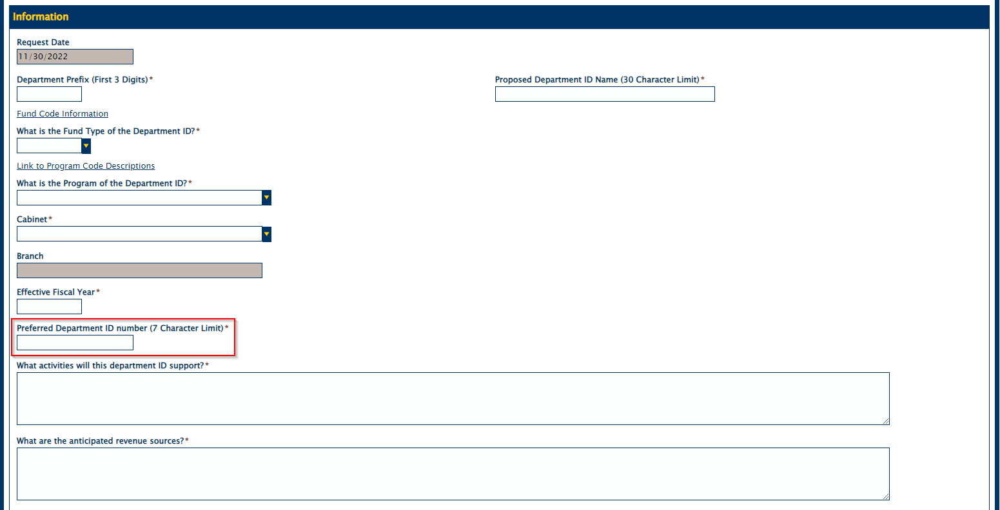 Information
Request Date
11/30/2022
Department Prefix (First 3 Digits)*
Proposed Department ID Name (30 Character Limit)*
Fund Code Information
What is the Fund Type of the Department ID?*
Link to Program Code Descriptions
What is the Program of the Department ID?*
Cabinet*
Branch
Effective Fiscal Year*
Preferred Department ID number (7 Character Limit)*
What activities will this department ID support?*
What are the anticipated revenue sources?*